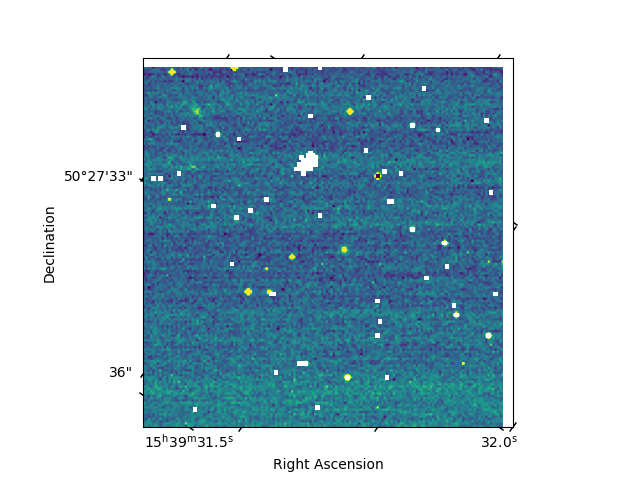 50°27'33"
Declination
36"
15ʰ39ᵐ31.5ˢ
32.0ˢ
Right Ascension